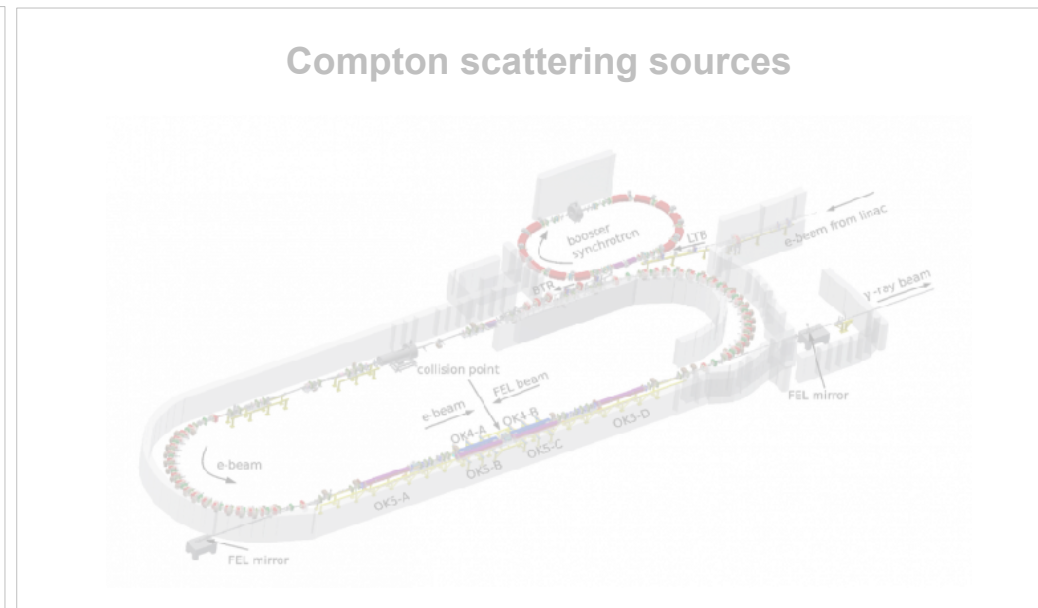 Compton scattering sources
booster
synchrotron
LTB
e-beam from linac
BTR
γ-ray beam
collision point
FEL beam
e-beam
FEL mirror
OK4-A
OK4-B
OK5-D
OK5-C
OK5-B
e-beam
OK5-A
FEL mirror